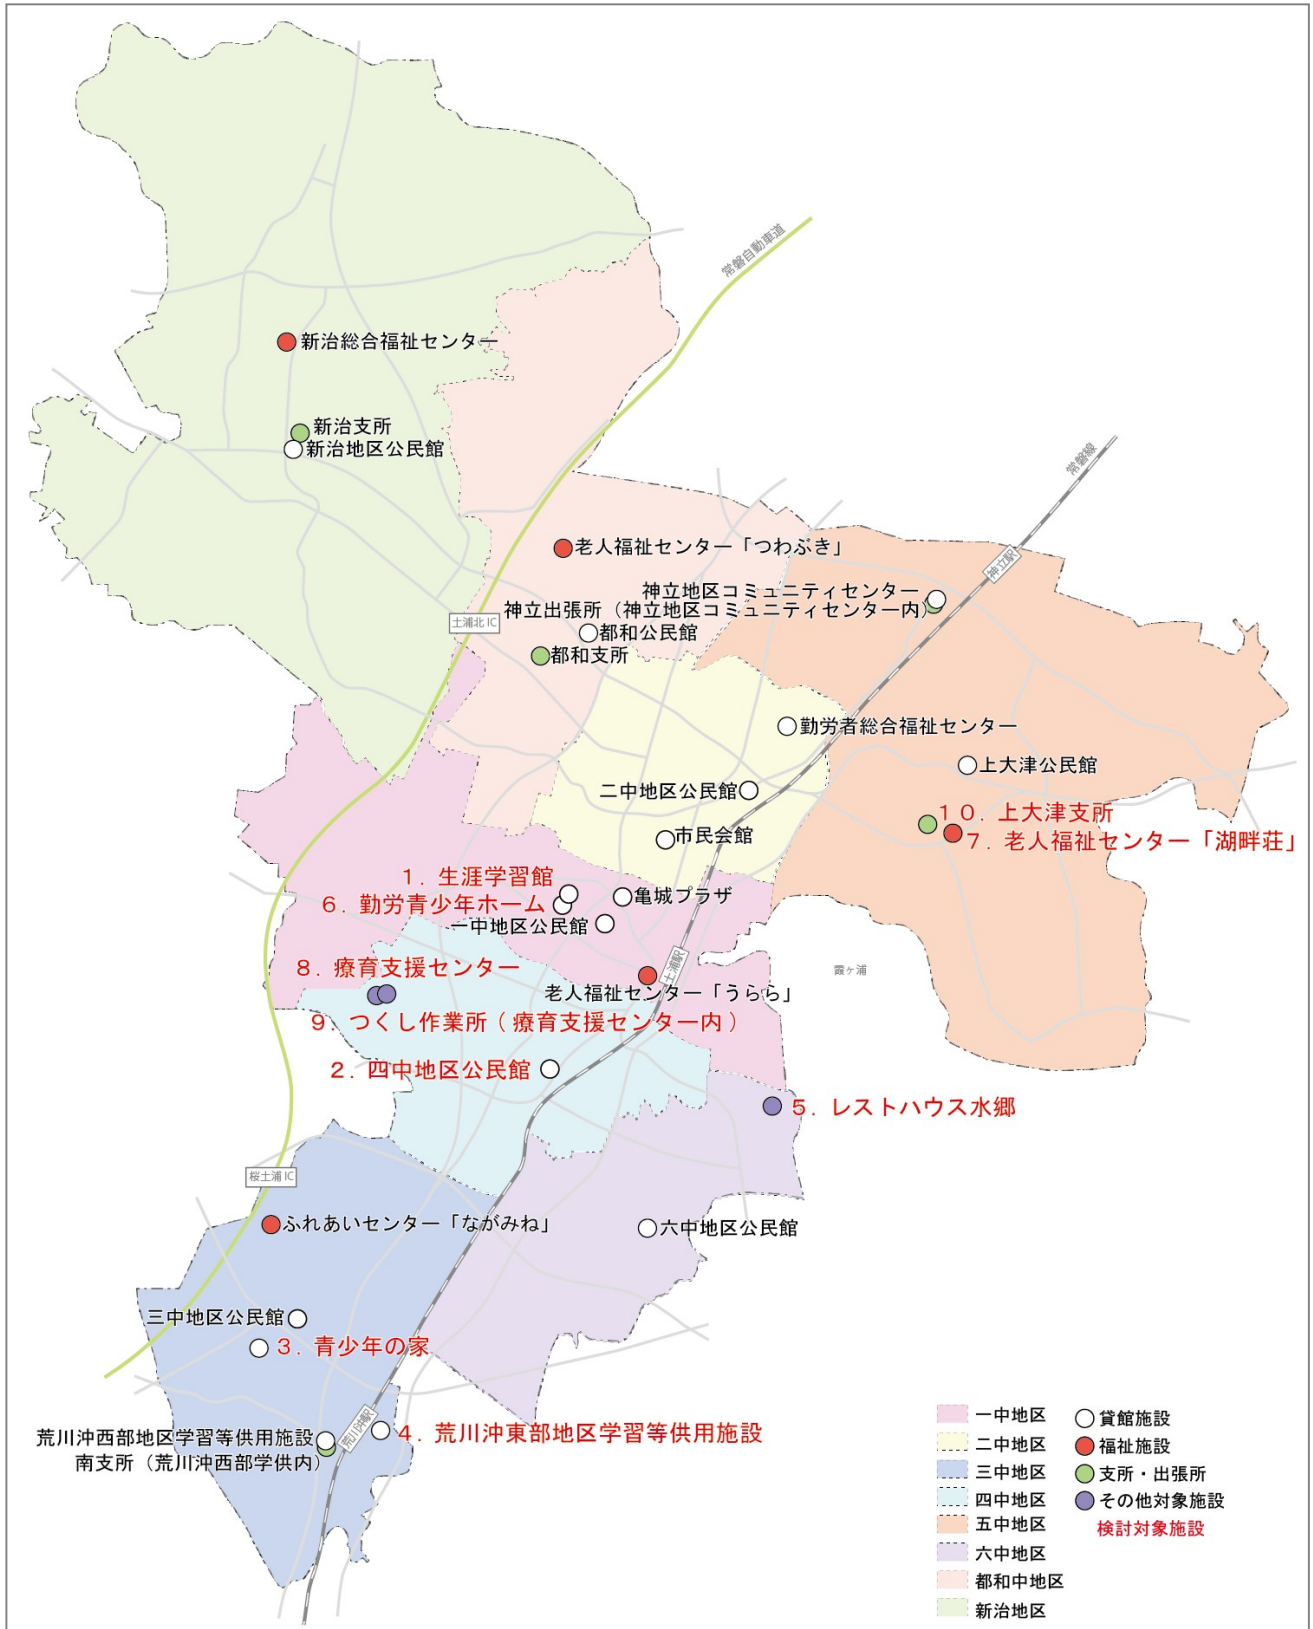 常磐自動車道
新治総合福祉センター
新治支所
新治地区公民館
常磐線
神立駅
老人福祉センター「つわぶき」
神立地区コミュニティセンター
神立出張所（神立地区コミュニティセンター内）
土浦北IC
都和公民館
都和支所
勤労者総合福祉センター
上大津公民館
二中地区公民館
市民会館
10．上大津支所
7．老人福祉センター「湖畔荘」
1．生涯学習館
6．勤労青少年ホーム
亀城プラザ
一中地区公民館
8．療育支援センター
土浦駅
霞ヶ浦
老人福祉センター「うらら」
9．つくし作業所（療育支援センター内）
2．四中地区公民館
5．レストハウス水郷
桜土浦IC
ふれあいセンター「ながみね」
六中地区公民館
三中地区公民館
3．青少年の家
荒川沖駅
4．荒川沖東部地区学習等供用施設
荒川沖西部地区学習等供用施設
南支所（荒川沖西部学供内）
一中地区
二中地区
三中地区
四中地区
五中地区
六中地区
都和中地区
新治地区
貸館施設
福祉施設
支所・出張所
その他対象施設
検討対象施設